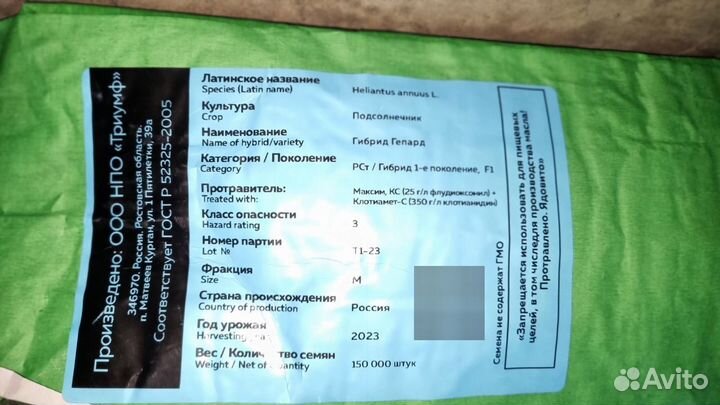 Произведено: ООО НПО «Триумф»
346970. Россия. Ростовская область.
п. Матвеев Курган, ул. 1 Пятилетки, 39а
Соответствует ГОСТ Р 52325-2005
Латинское название
Species (Latin name) Heliantus annuus L.
Культура
Crop Подсолнечник
Наименование
Name of hybrid/variety Гибрид Гепард
Категория / Поколение
Category РСт / Гибрид 1-е поколение, F1
Протравитель: Максим, КС (25 г/л флудиоксонил) +
Treated with: Клотиамет-С (350 г/л клотианидин)
Класс опасности
Hazard rating 3
Номер партии
Lot № Т1-23
Фракция
Size М
Страна происхождения
Country of production Россия
Год урожая
Harvesting 2023
Вес / Количество семян
Weight / Net of quantity 150 000 штук
Семена не содержат ГМО
«Запрещается использовать для пищевых
целей, в том числе для производства масла!
Протравлено. Ядовито»
Avito